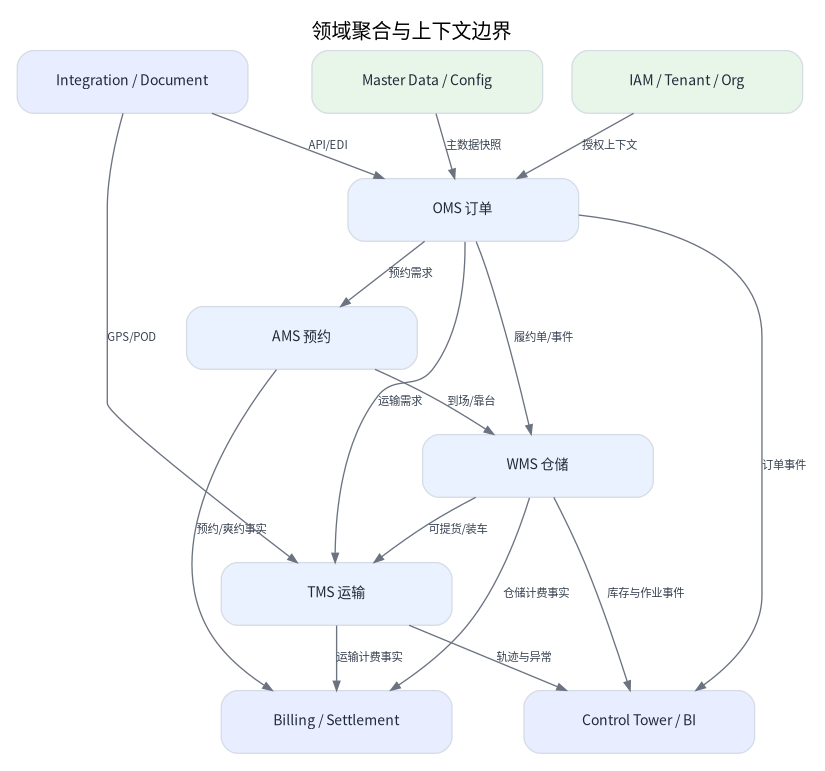 领域聚合与上下文边界
Integration / Document
Master Data / Config
IAM / Tenant / Org
API/EDI
主数据快照
授权上下文
OMS 订单
预约需求
GPS/POD
AMS 预约
履约单/事件
运输需求
到场/靠台
WMS 仓储
订单事件
预约/爽约事实
可提货/装车
TMS 运输
仓储计费事实
库存与作业事件
运输计费事实
轨迹与异常
Billing / Settlement
Control Tower / BI